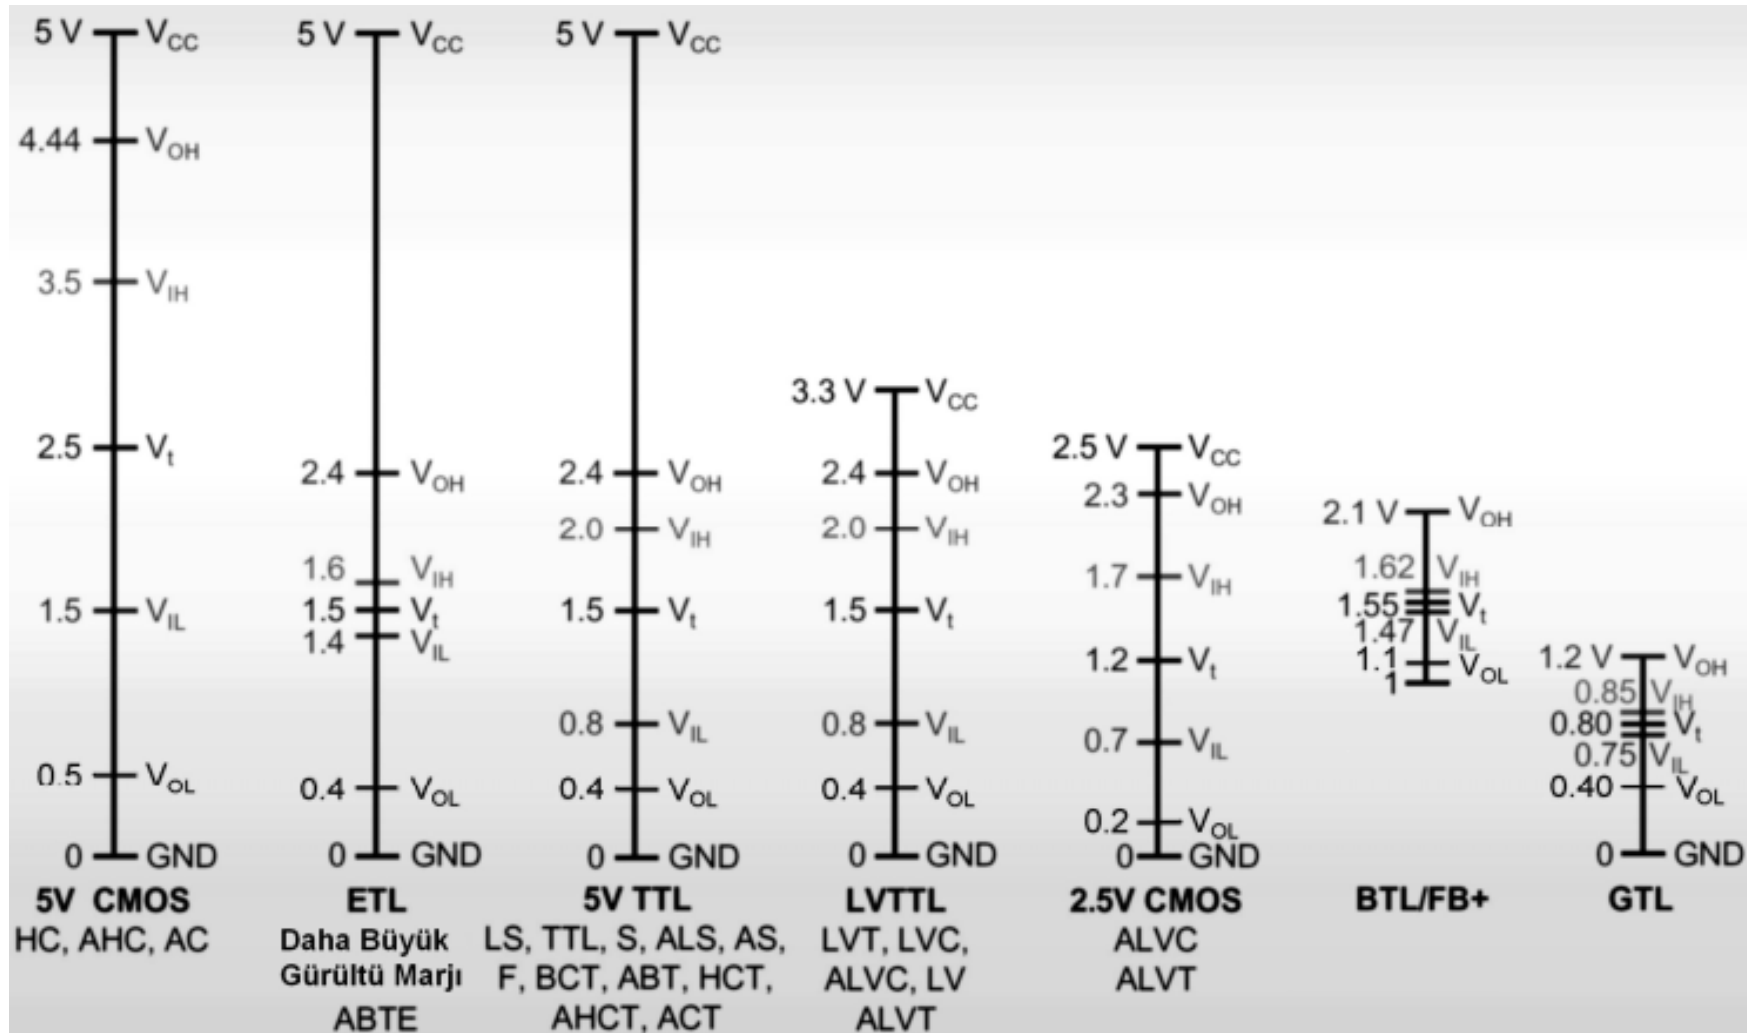 5 V VCC
4.44 VOH
3.5 VIH
2.5 Vt
1.5 VIL
0.5 VOL
0 GND
5V CMOS
HC, AHC, AC
5 V VCC
2.4 VOH
1.6 VIH
1.5 Vt
1.4 VIL
0.4 VOL
0 GND
ETL
Daha Büyük
Gürültü Marjı
ABTE
5 V VCC
2.4 VOH
2.0 VIH
1.5 Vt
0.8 VIL
0.4 VOL
0 GND
5V TTL
LS, TTL, S, ALS, AS,
F, BCT, ABT, HCT,
AHCT, ACT
3.3 V VCC
2.4 VOH
2.0 VIH
1.5 Vt
0.8 VIL
0.4 VOL
0 GND
LVTTL
LVT, LVC,
ALVC, LV
ALVT
2.5 V VCC
2.3 VOH
1.7 VIH
1.2 Vt
0.7 VIL
0.2 VOL
0 GND
2.5V CMOS
ALVC
ALVT
2.1 V VOH
1.62 VIH
1.55 Vt
1.47 VIL
1.1 VOL
1
BTL/FB+
1.2 V VOH
0.85 VIH
0.80 Vt
0.75 VIL
0.40 VOL
0 GND
GTL